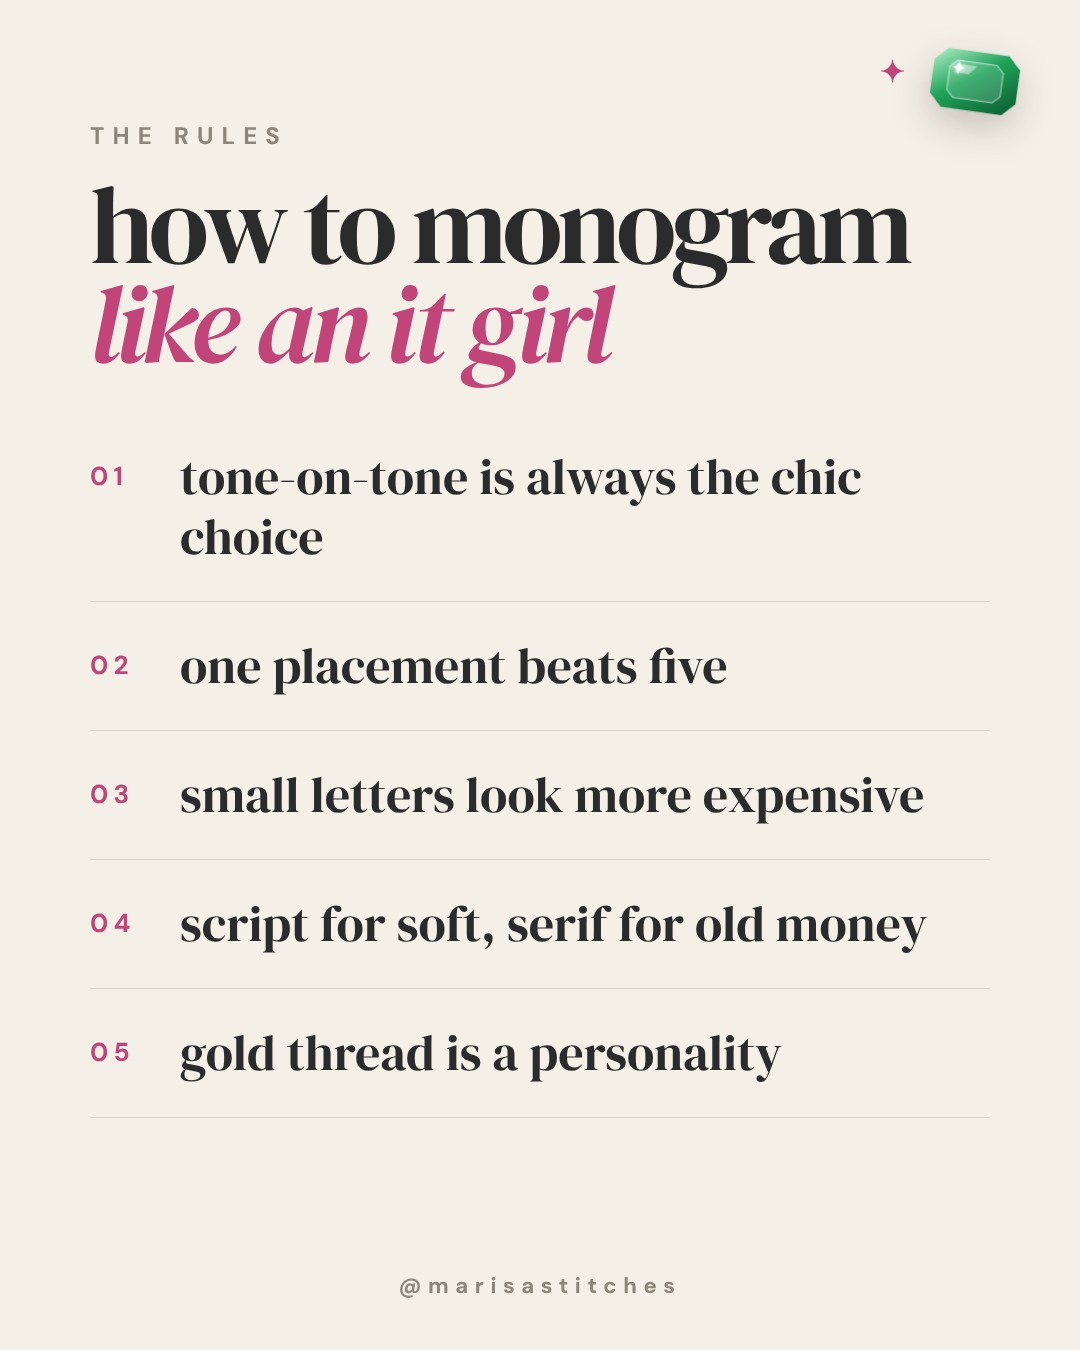 THE RULES
how to monogram
like an it girl
01 tone-on-tone is always the chic
choice
02 one placement beats five
03 small letters look more expensive
04 script for soft, serif for old money
05 gold thread is a personality
@marisastitches